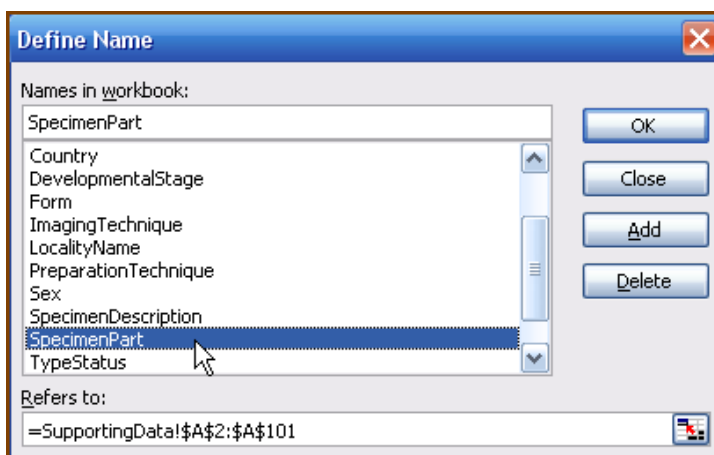 Define Name
Names in workbook:
SpecimenPart
OK
Country
DevelopmentalStage
Close
Form
ImagingTechnique
Add
LocalityName
PreparationTechnique
Delete
Sex
SpecimenDescription
SpecimenPart
TypeStatus
Refers to:
=SupportingData!$A$2:$A$101